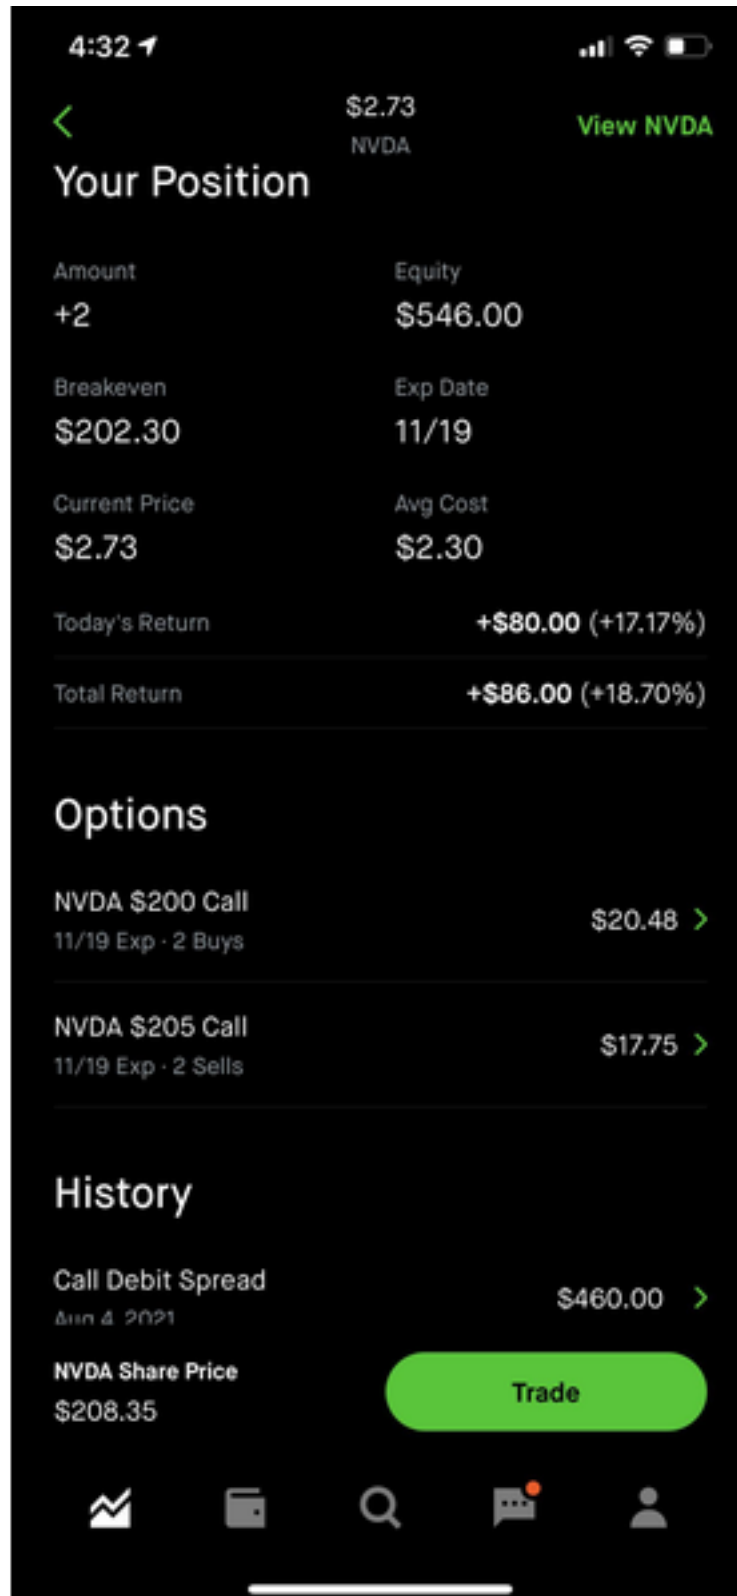 4:32
$2.73
NVDA
View NVDA
Your Position
Amount
Equity
+2
$546.00
Breakeven
Exp Date
$202.30
11/19
Current Price
Avg Cost
$2.73
$2.30
Today's Return
+$80.00 (+17.17%)
Total Return
+$86.00 (+18.70%)
Options
NVDA $200 Call
$20.48
11/19 Exp · 2 Buys
NVDA $205 Call
$17.75
11/19 Exp · 2 Sells
History
Call Debit Spread
$460.00
Aug 4, 2021
NVDA Share Price
$208.35
Trade